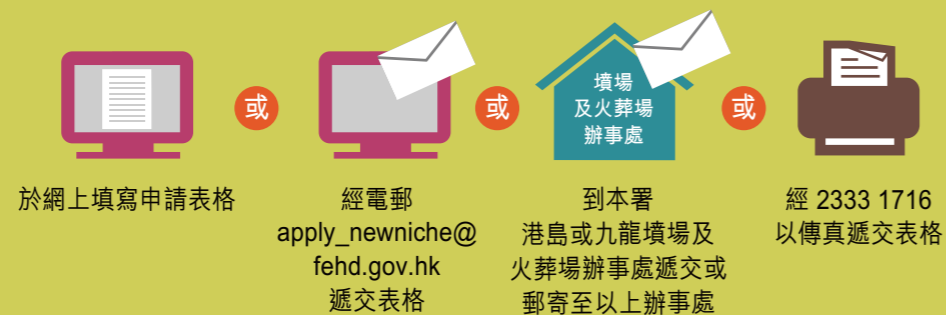 或
或
墳場
及火葬場
辦事處
或
於網上填寫申請表格
經電郵
apply_newniche@
fehd.gov.hk
遞交表格
到本署
港島或九龍墳場及
火葬場辦事處遞交或
郵寄至以上辦事處
經 2333 1716
以傳真遞交表格